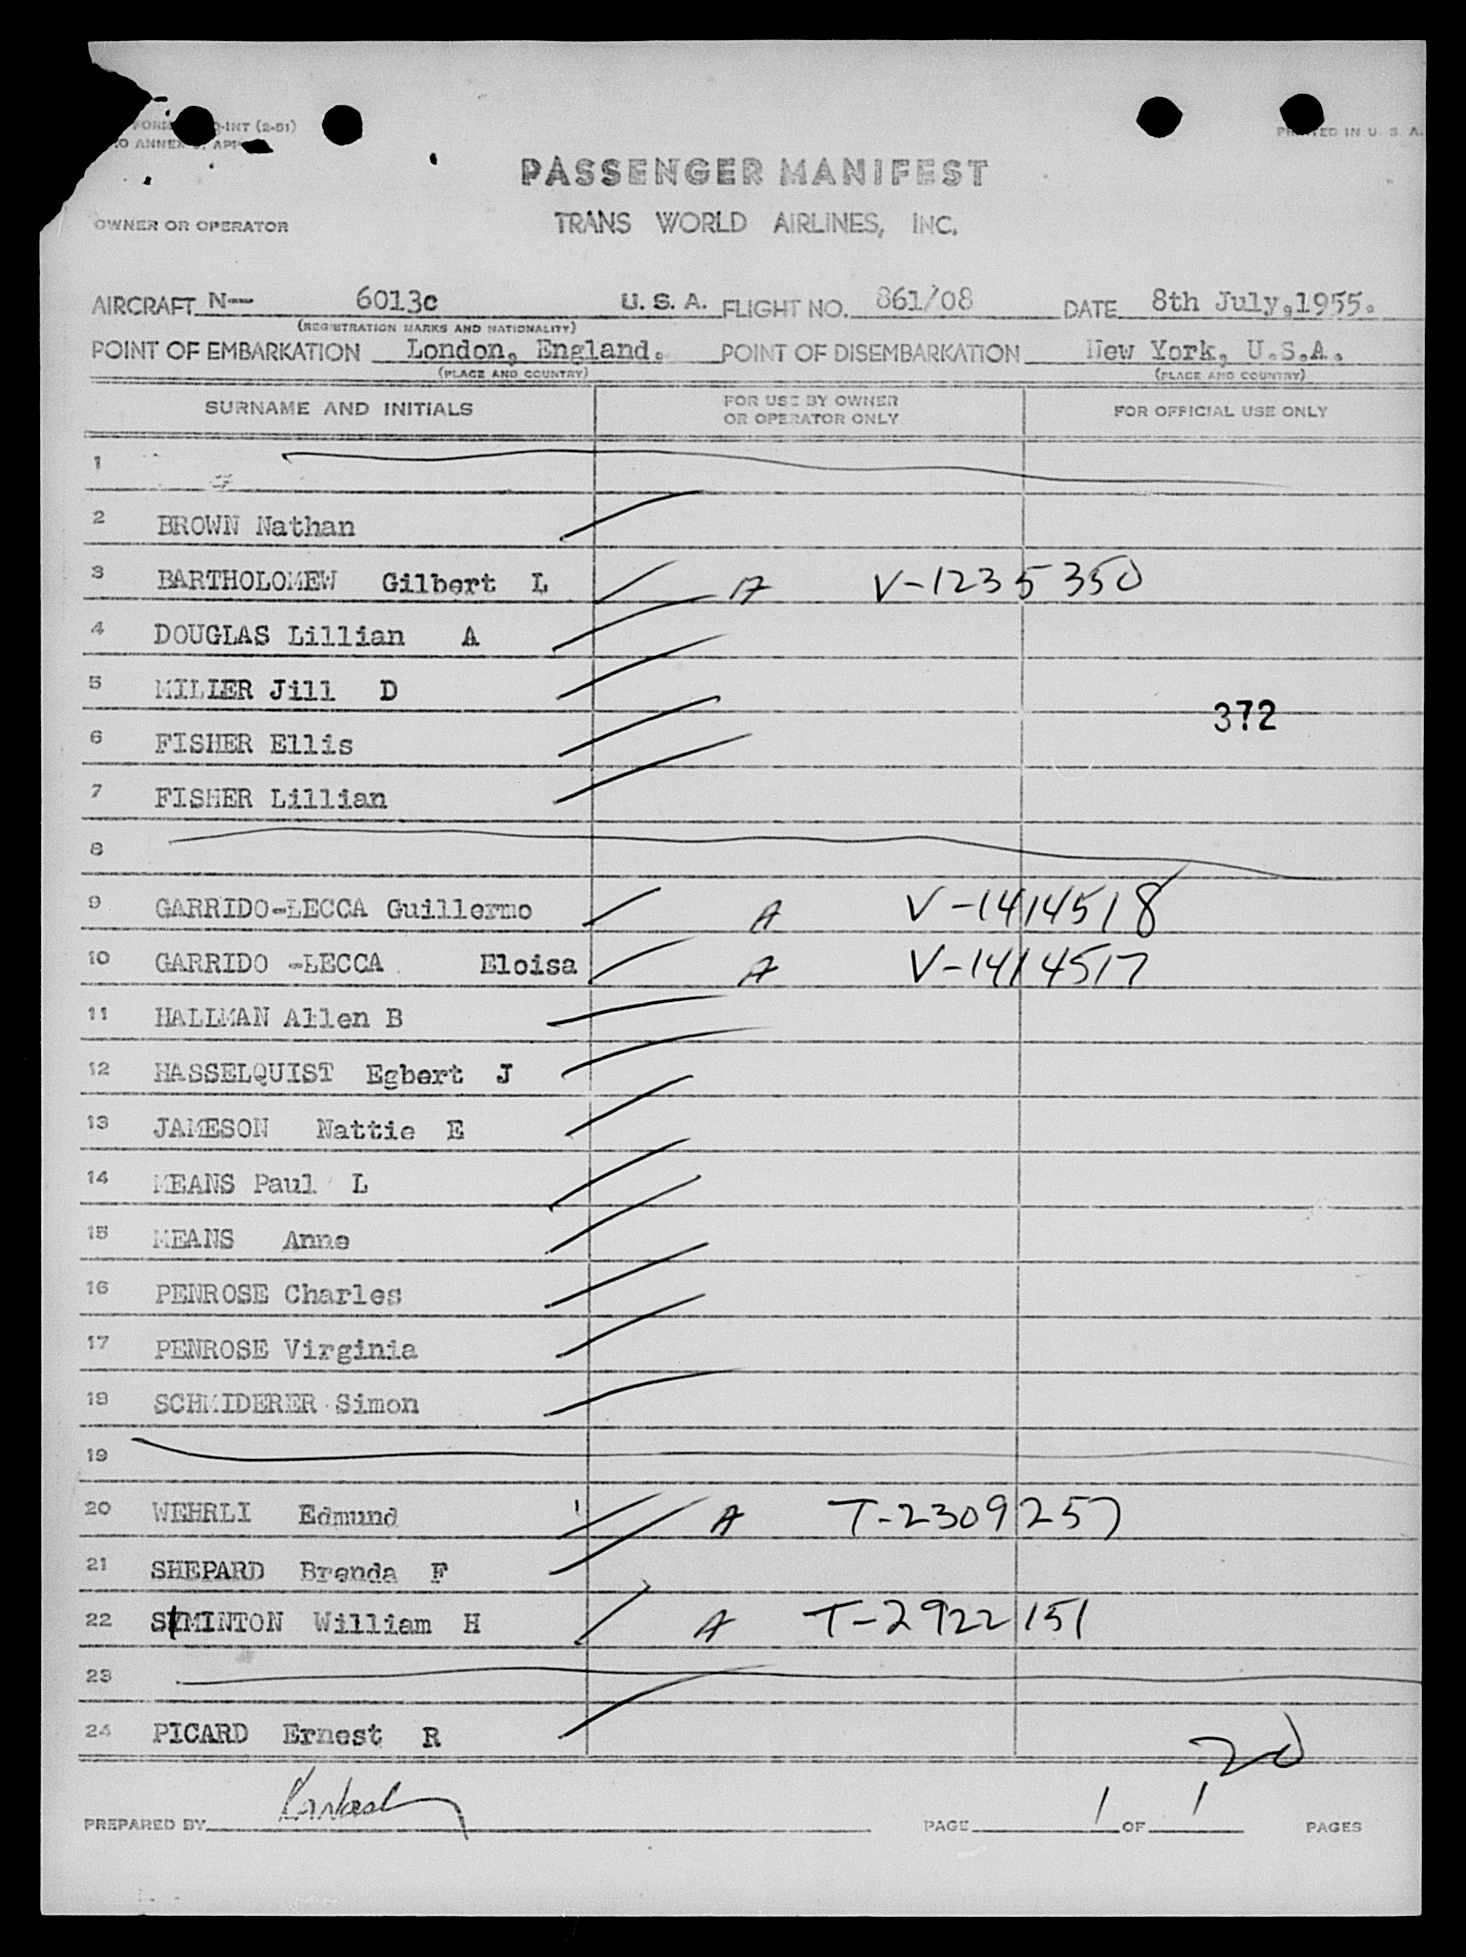 FORM -INT (2-51)
PRINTED IN U. S. A.
ANNEX
PASSENGER MANIFEST
OWNER OR OPERATOR TRANS WORLD AIRLINES, INC.
AIRCRAFT N-- 6013c U. S. A. FLIGHT NO. 861/08 DATE 8th July,1955.
(REGISTRATION MARKS AND NATIONALITY)
POINT OF EMBARKATION London, England. POINT OF DISEMBARKATION New York, U.S.A.
(PLACE AND COUNTRY) (PLACE AND COUNTRY)
SURNAME AND INITIALS FOR USE BY OWNER OR OPERATOR ONLY FOR OFFICIAL USE ONLY
1
2 BROWN Nathan
3 BARTHOLOMEW Gilbert L A V-1235350
4 DOUGLAS Lillian A
5 MILLER Jill D
372
6 FISHER Ellis
7 FISHER Lillian
8
9 GARRIDO-LECCA Guillermo A V-1414518
10 GARRIDO -LECCA Eloisa A V-1414517
11 HALLMAN Allen B
12 HASSELQUIST Egbert J
13 JAMESON Nattie E
14 MEANS Paul L
15 MEANS Anne
16 PENROSE Charles
17 PENROSE Virginia
18 SCHMIDERER Simon
19
20 WEHRLI Edmund A T-2309257
21 SHEPARD Brenda F
22 SIMINTON William H A T-2922151
23
24 PICARD Ernest R
20
PREPARED BY PAGE 1 OF 1 PAGES